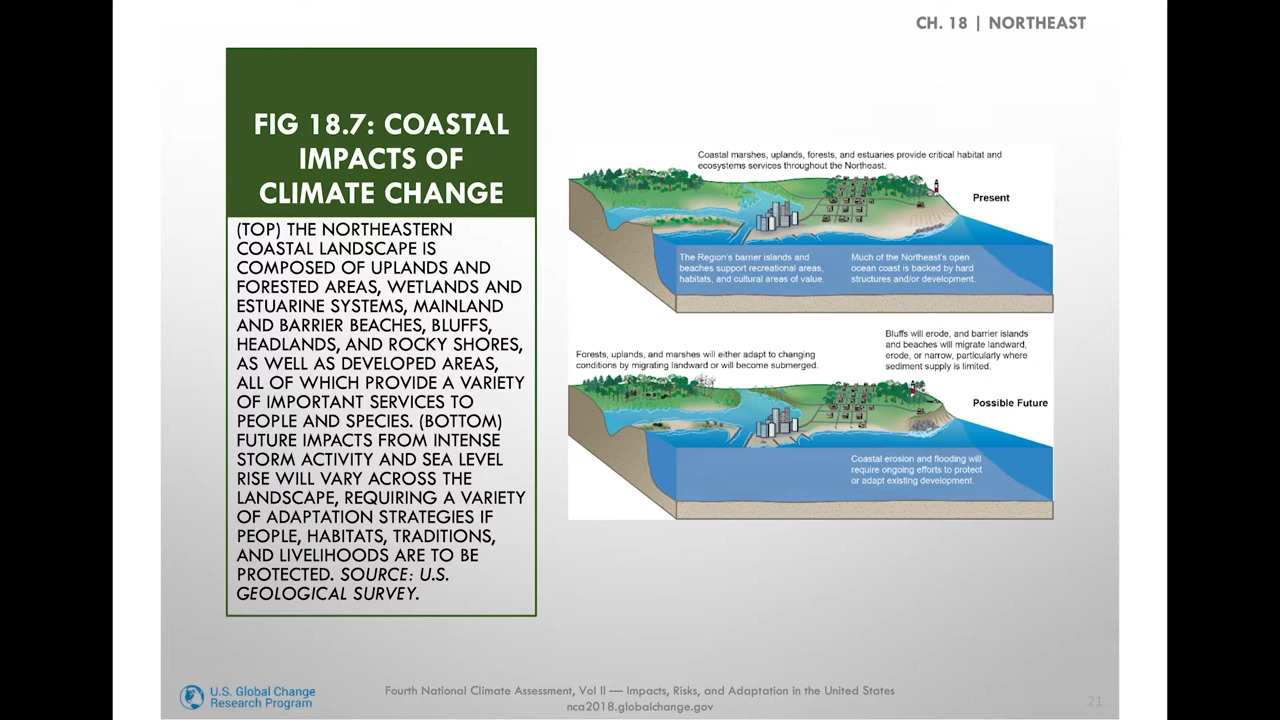 CH. 18 | NORTHEAST
FIG 18.7: COASTAL
IMPACTS OF
CLIMATE CHANGE
(TOP) THE NORTHEASTERN
COASTAL LANDSCAPE IS
COMPOSED OF UPLANDS AND
FORESTED AREAS, WETLANDS AND
ESTUARINE SYSTEMS, MAINLAND
AND BARRIER BEACHES, BLUFFS,
HEADLANDS, AND ROCKY SHORES,
AS WELL AS DEVELOPED AREAS,
ALL OF WHICH PROVIDE A VARIETY
OF IMPORTANT SERVICES TO
PEOPLE AND SPECIES. (BOTTOM)
FUTURE IMPACTS FROM INTENSE
STORM ACTIVITY AND SEA LEVEL
RISE WILL VARY ACROSS THE
LANDSCAPE, REQUIRING A VARIETY
OF ADAPTATION STRATEGIES IF
PEOPLE, HABITATS, TRADITIONS,
AND LIVELIHOODS ARE TO BE
PROTECTED. SOURCE: U.S.
GEOLOGICAL SURVEY.
Coastal marshes, uplands, forests, and estuaries provide critical habitat and
ecosystems services throughout the Northeast.
Present
The Region's barrier islands and
beaches support recreational areas,
habitats, and cultural areas of value.
Much of the Northeast's open
ocean coast is backed by hard
structures and/or development.
Forests, uplands, and marshes will either adapt to changing
conditions by migrating landward or will become submerged.
Bluffs will erode, and barrier islands
and beaches will migrate landward,
erode, or narrow, particularly where
sediment supply is limited.
Possible Future
Coastal erosion and flooding will
require ongoing efforts to protect
or adapt existing development.
U.S. Global Change
Research Program
Fourth National Climate Assessment, Vol II — Impacts, Risks, and Adaptation in the United States
nca2018.globalchange.gov
21